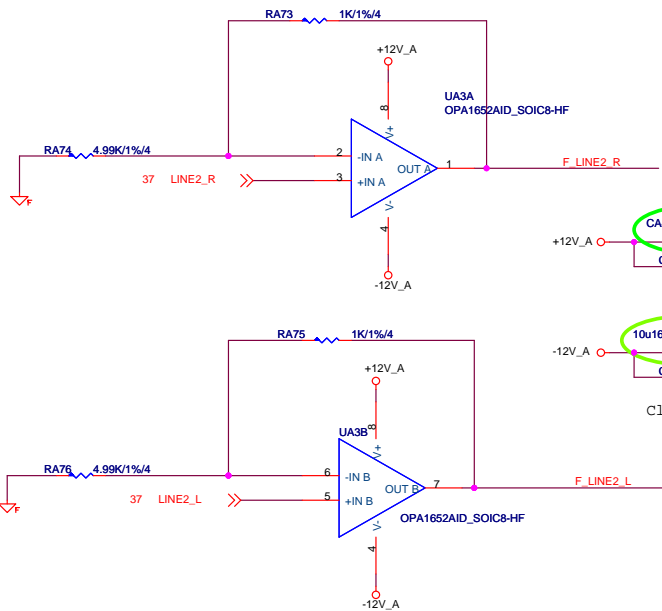 RA73 1K/1%/4
+12V_A
8
V+
UA3A
OPA1652AID_SOIC8-HF
RA74 4.99K/1%/4
2 -IN A
OUT A 1
F_LINE2_R
37 LINE2_R
3 +IN A
F
V-
4
CA
+12V_A
-12V_A
10u16
-12V_A
RA75 1K/1%/4
+12V_A
Cl
8
V+
UA3B
RA76 4.99K/1%/4
6 -IN B
OUT B 7
F_LINE2_L
37 LINE2_L
5 +IN B
F
V-
OPA1652AID_SOIC8-HF
4
-12V_A